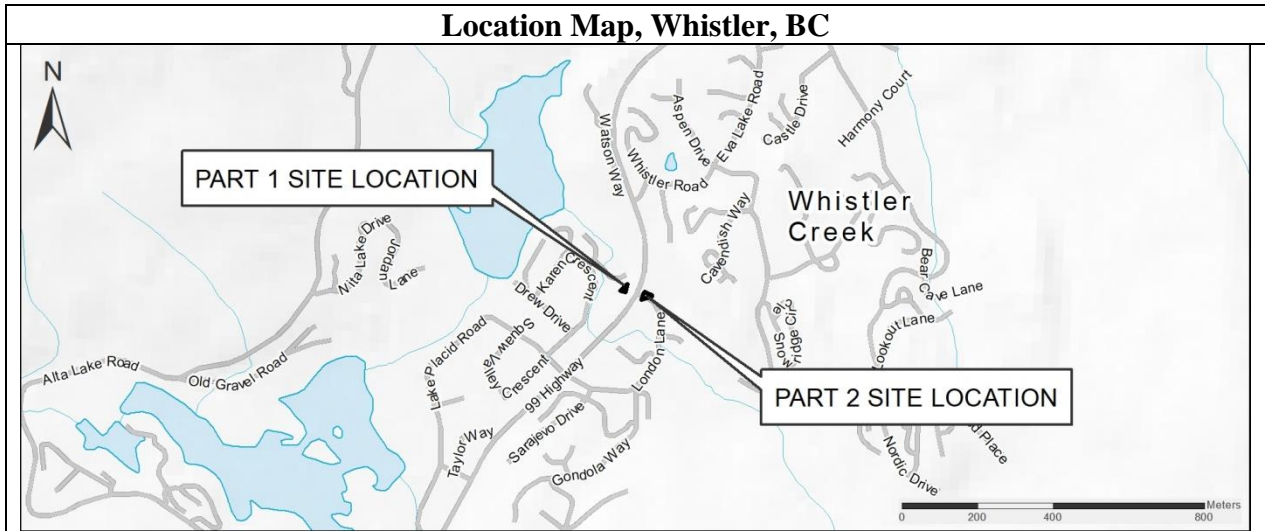 Location Map, Whistler, BC
N
PART 1 SITE LOCATION
Watson Way
Aspen Drive
Eva Lake Road
Castle Drive
Harmony Court
Whistler Road
Whistler
Creek
Cavendish Way
Nita Lake Drive
Jordan
Lane
Karen
Crescent
Drew Drive
Bear Cave Lane
Lookout Lane
Alta Lake Road
Old Gravel Road
Lake Placid Road
Squaw Valley
Crescent
99 Highway
London Lane
PART 2 SITE LOCATION
Taylor Way
Sarajevo Drive
Gondola Way
Nordic Drive
Place
Meters
0 200 400 800